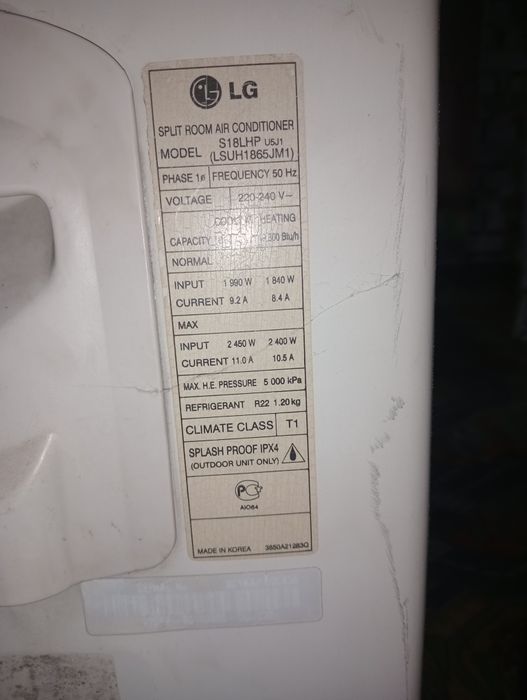 LG
SPLIT ROOM AIR CONDITIONER
MODEL S18LHP U5J1
(LSUH1865JM1)
PHASE 1ø FREQUENCY 50 Hz
VOLTAGE 220-240 V~
HEATING
CAPACITY Btu/h
NORMAL
INPUT 1 990 W 1 840 W
CURRENT 9.2 A 8.4 A
MAX
INPUT 2 450 W 2 400 W
CURRENT 11.0 A 10.5 A
MAX. H.E. PRESSURE 5 000 kPa
REFRIGERANT R22 1.20 kg
CLIMATE CLASS T1
SPLASH PROOF IPX4
(OUTDOOR UNIT ONLY)
MADE IN KOREA